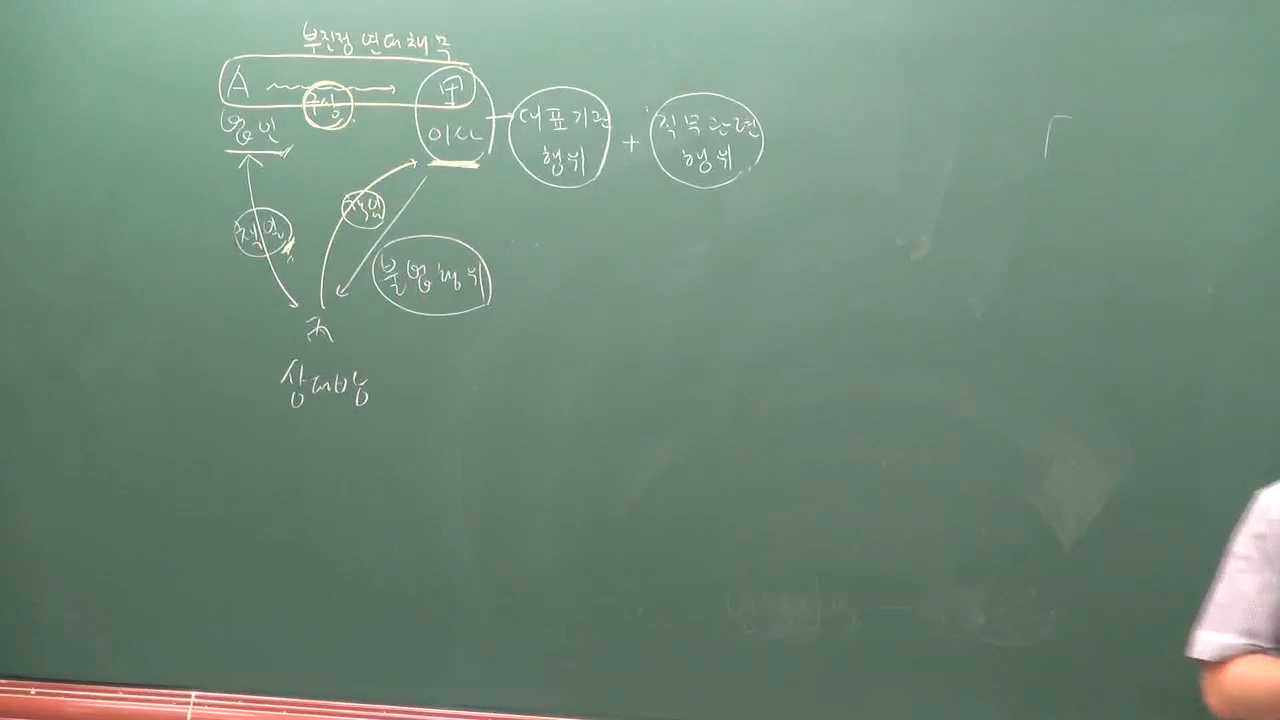 부진정 연대채무
A
구상
甲
법인
이사
대표기관
행위
+
직무관련
행위
책임
책임
불법행위
상대방